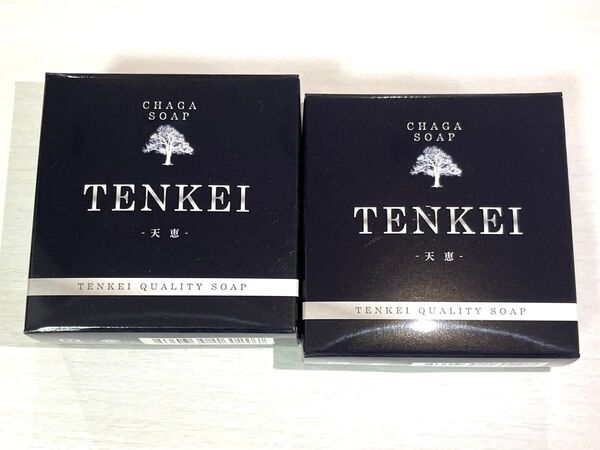 CHAGA
SOAP
TENKEI
- 天恵 -
TENKEI QUALITY SOAP
CHAGA
SOAP
TENKEI
- 天恵 -
TENKEI QUALITY SOAP